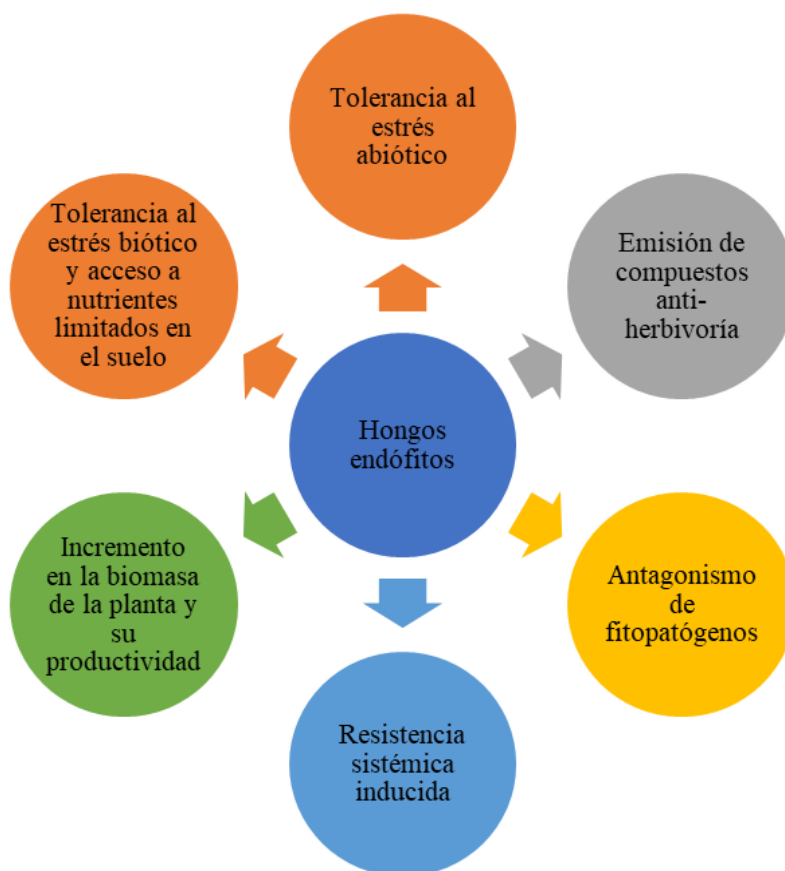 Tolerancia al
estrés
abiótico
Tolerancia al
estrés biótico
y acceso a
nutrientes
limitados en
el suelo
Emisión de
compuestos
anti-
herbivoría
Hongos
endófitos
Incremento
en la biomasa
de la planta y
su
productividad
Antagonismo
de
fitopatógenos
Resistencia
sistémica
inducida